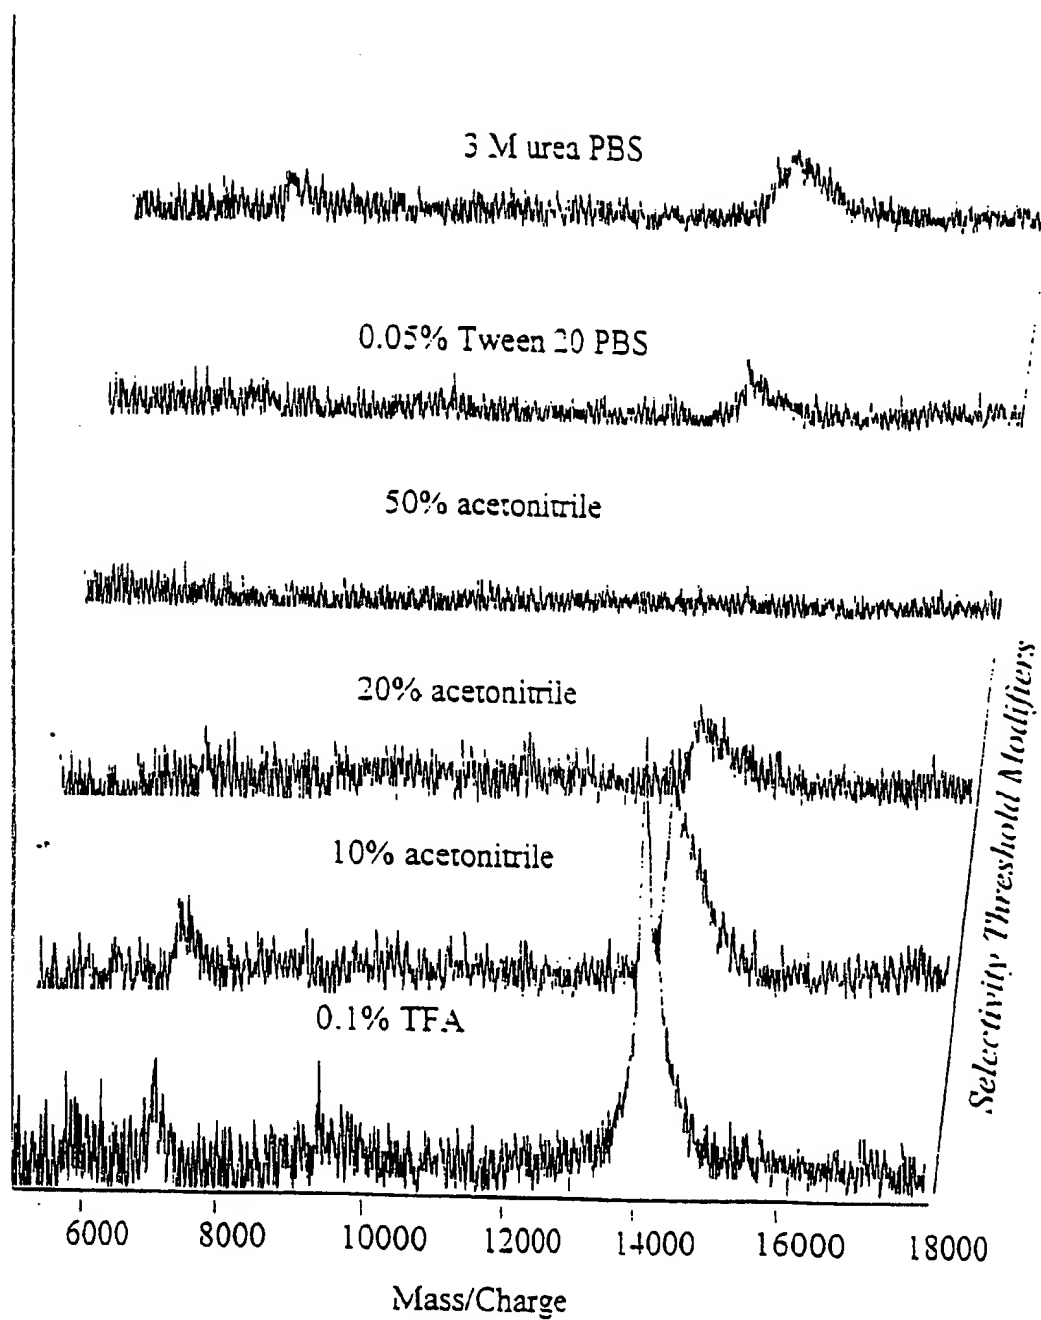 3 M urea PBS
0.05% Tween 20 PBS
50% acetonitrile
20% acetonitrile
10% acetonitrile
0.1% TFA
Selectivity Threshold Modifiers
6000 8000 10000 12000 14000 16000 18000
Mass/Charge